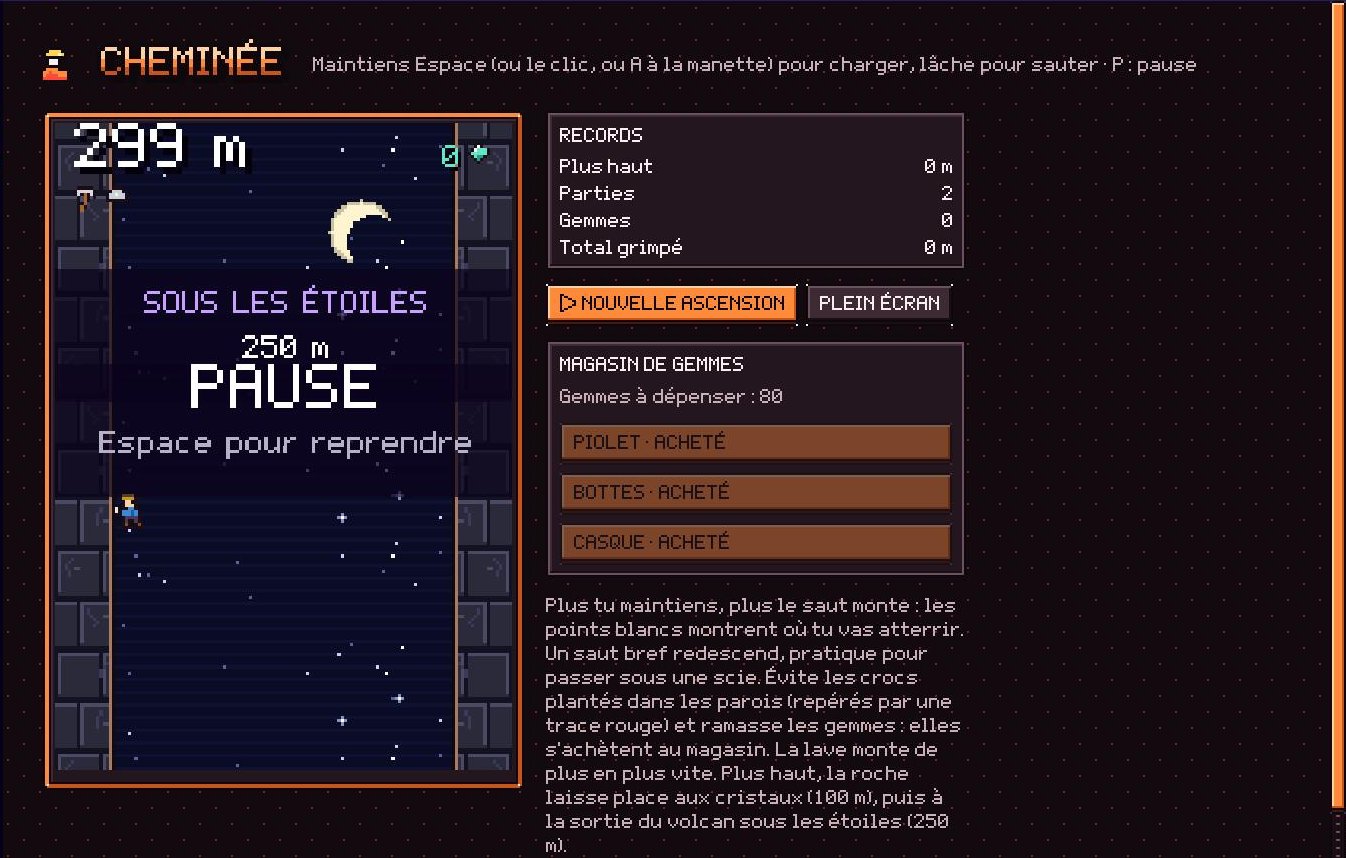 CHEMINÉE
Maintiens Espace (ou le clic, ou A à la manette) pour charger, lâche pour sauter · P : pause
299 m
0
SOUS LES ÉTOILES
250 m
PAUSE
Espace pour reprendre
RECORDS
Plus haut 0 m
Parties 2
Gemmes 0
Total grimpé 0 m
▷ NOUVELLE ASCENSION
PLEIN ÉCRAN
MAGASIN DE GEMMES
Gemmes à dépenser : 80
PIOLET · ACHETÉ
BOTTES · ACHETÉ
CASQUE · ACHETÉ
Plus tu maintiens, plus le saut monte : les
points blancs montrent où tu vas atterrir.
Un saut bref redescend, pratique pour
passer sous une scie. Évite les crocs
plantés dans les parois (repérés par une
trace rouge) et ramasse les gemmes : elles
s'achètent au magasin. La lave monte de
plus en plus vite. Plus haut, la roche
laisse place aux cristaux (100 m), puis à
la sortie du volcan sous les étoiles (250
m).